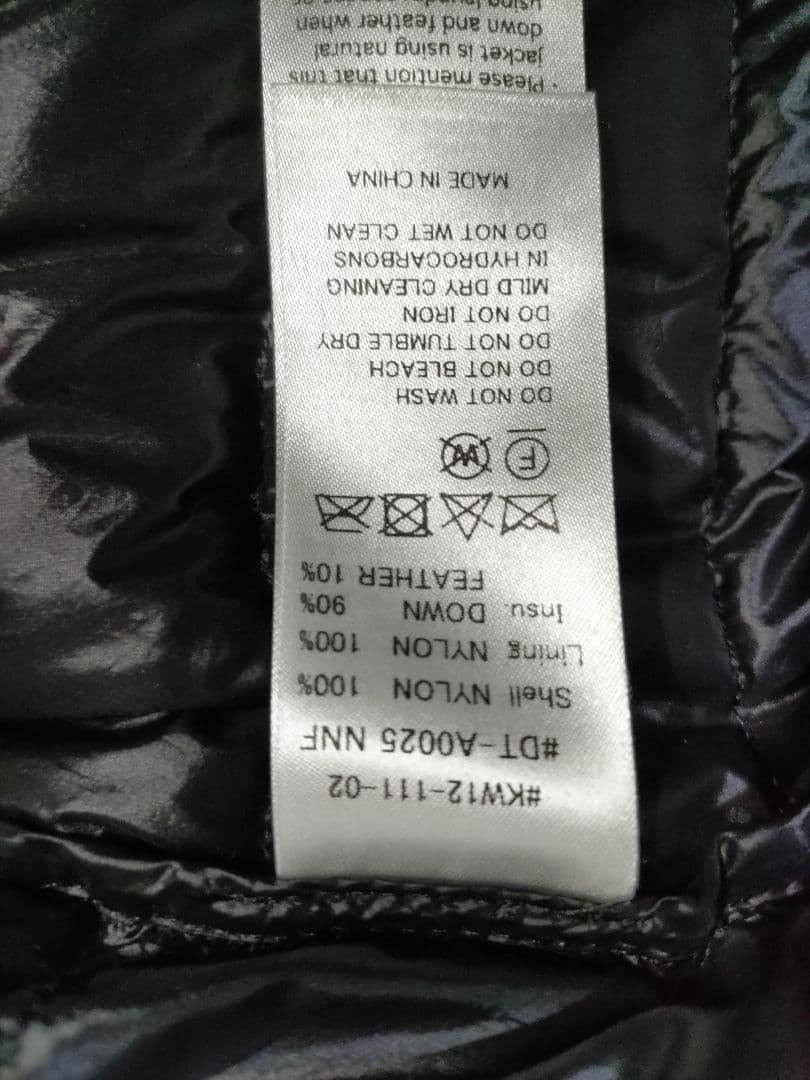 #KW12-111-02
#DT-A0025 NNF
Shell NYLON 100%
Lining NYLON 100%
Insu. DOWN 90%
FEATHER 10%
F
W
DO NOT WASH
DO NOT BLEACH
DO NOT TUMBLE DRY
DO NOT IRON
MILD DRY CLEANING
IN HYDROCARBONS
DO NOT WET CLEAN
MADE IN CHINA
· Please mention that this
jacket is using natural
down and feather when
using